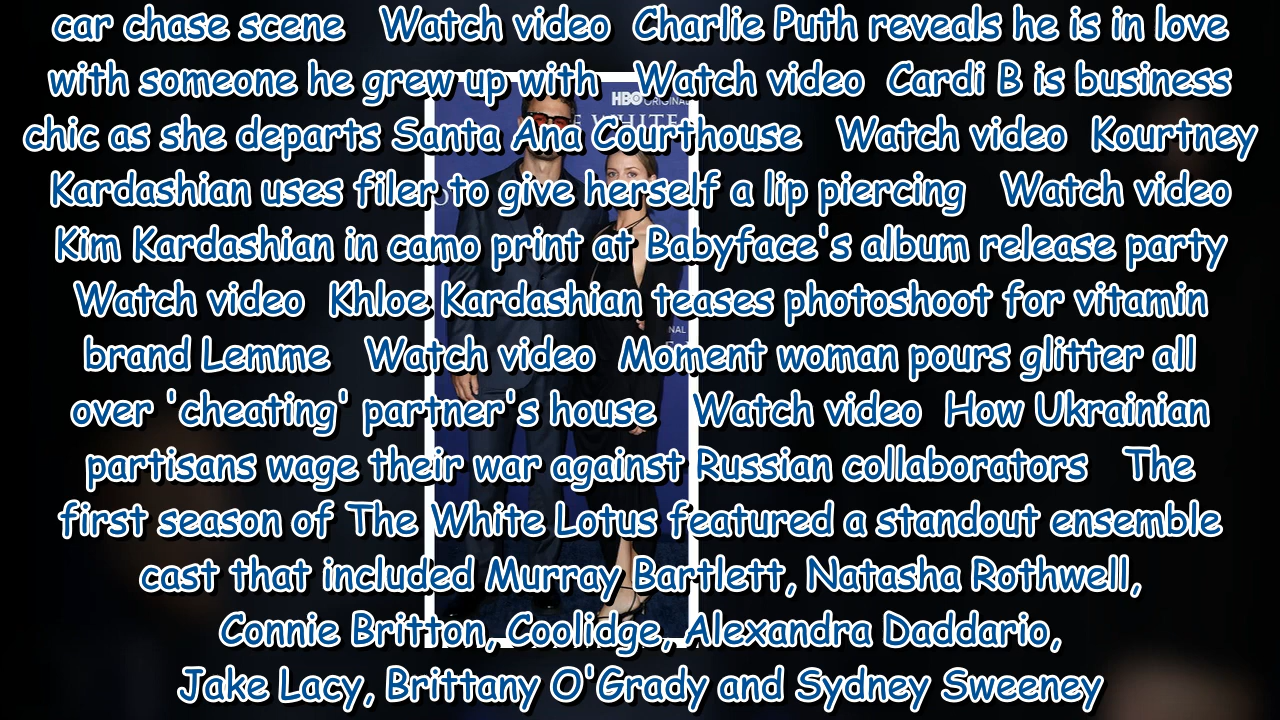 car chase scene   Watch video  Charlie Puth reveals he is in love
with someone he grew up with   Watch video  Cardi B is business
chic as she departs Santa Ana Courthouse   Watch video  Kourtney
Kardashian uses filer to give herself a lip piercing   Watch video
Kim Kardashian in camo print at Babyface's album release party
Watch video  Khloe Kardashian teases photoshoot for vitamin
brand Lemme   Watch video  Moment woman pours glitter all
over 'cheating' partner's house   Watch video  How Ukrainian
partisans wage their war against Russian collaborators   The
first season of The White Lotus featured a standout ensemble
cast that included Murray Bartlett, Natasha Rothwell,
Connie Britton, Coolidge, Alexandra Daddario,
Jake Lacy, Brittany O'Grady and Sydney Sweeney
HBO ORIGINAL
WHITE